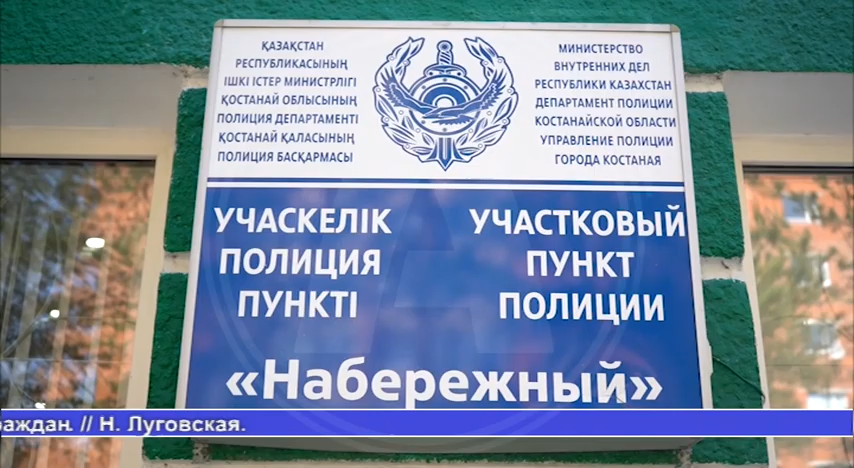 ҚАЗАҚСТАН
РЕСПУБЛИКАСЫНЫҢ
ІШКІ ІСТЕР МИНИСТРЛІГІ
ҚОСТАНАЙ ОБЛЫСЫНЫҢ
ПОЛИЦИЯ ДЕПАРТАМЕНТІ
ҚОСТАНАЙ ҚАЛАСЫНЫҢ
ПОЛИЦИЯ БАСҚАРМАСЫ
МИНИСТЕРСТВО
ВНУТРЕННИХ ДЕЛ
РЕСПУБЛИКИ КАЗАХСТАН
ДЕПАРТАМЕНТ ПОЛИЦИИ
КОСТАНАЙСКОЙ ОБЛАСТИ
УПРАВЛЕНИЕ ПОЛИЦИИ
ГОРОДА КОСТАНАЯ
УЧАСКЕЛІК
ПОЛИЦИЯ
ПУНКТІ
УЧАСТКОВЫЙ
ПУНКТ
ПОЛИЦИИ
«Набережный»
раждан. // Н. Луговская.